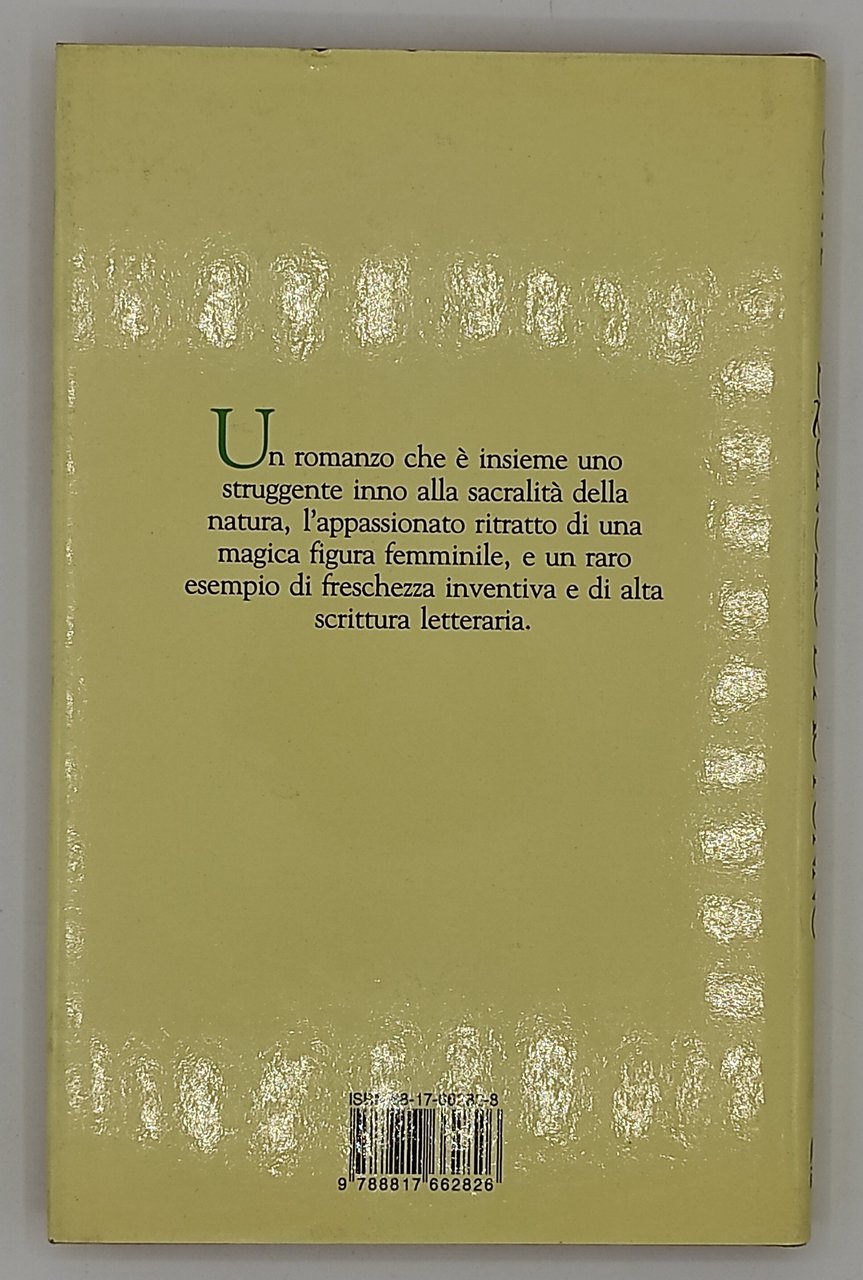 Un romanzo che è insieme uno
struggente inno alla sacralità della
natura, l'appassionato ritratto di una
magica figura femminile, e un raro
esempio di freschezza inventiva e di alta
scrittura letteraria.
9 788817 662826